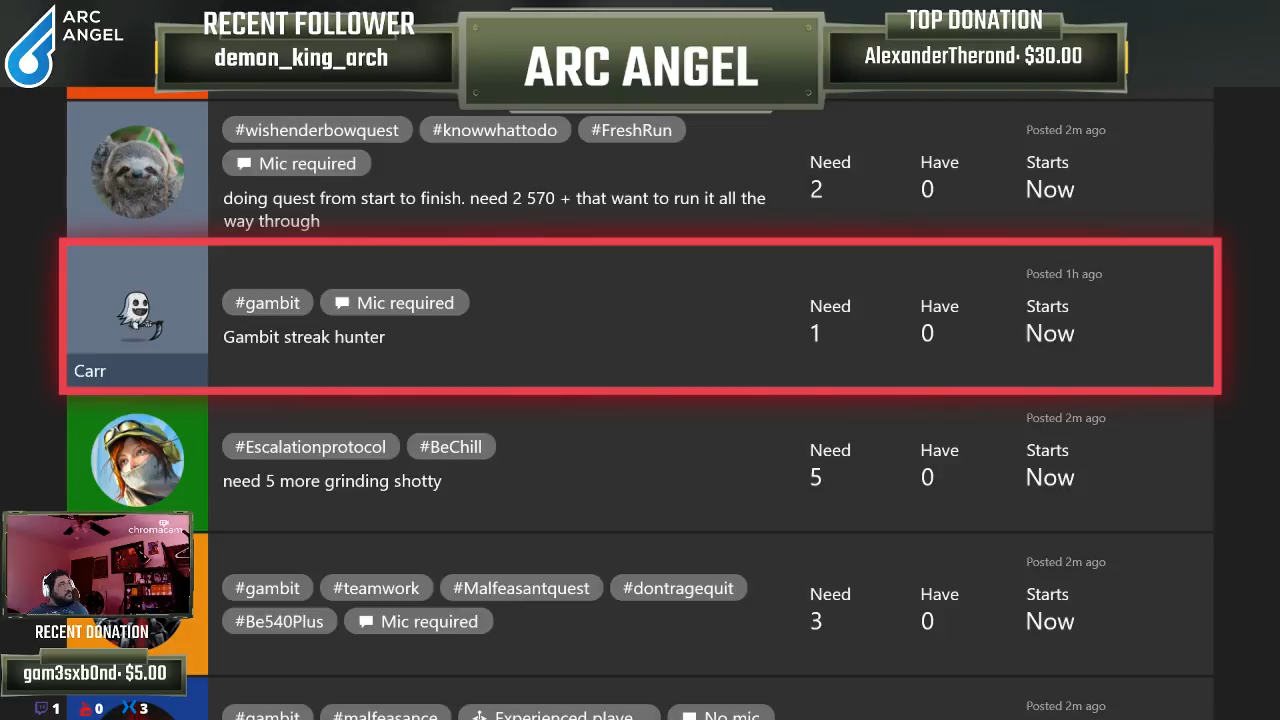 ARC
ANGEL
RECENT FOLLOWER
demon_king_arch
ARC ANGEL
TOP DONATION
AlexanderTherond: $30.00
#wishenderbowquest #knowwhattodo #FreshRun
Mic required
doing quest from start to finish. need 2 570 + that want to run it all the
way through
Need
2
Have
0
Posted 2m ago
Starts
Now
Carr
#gambit Mic required
Gambit streak hunter
Need
1
Have
0
Posted 1h ago
Starts
Now
#Escalationprotocol #BeChill
need 5 more grinding shotty
Need
5
Have
0
Posted 2m ago
Starts
Now
#gambit #teamwork #Malfeasantquest #dontragequit
#Be540Plus Mic required
Need
3
Have
0
Posted 2m ago
Starts
Now
chromacam
RECENT DONATION
gam3sxb0nd: $5.00
1 0 3
#gambit #malfeasance Experienced playe No mic
Posted 2m ago